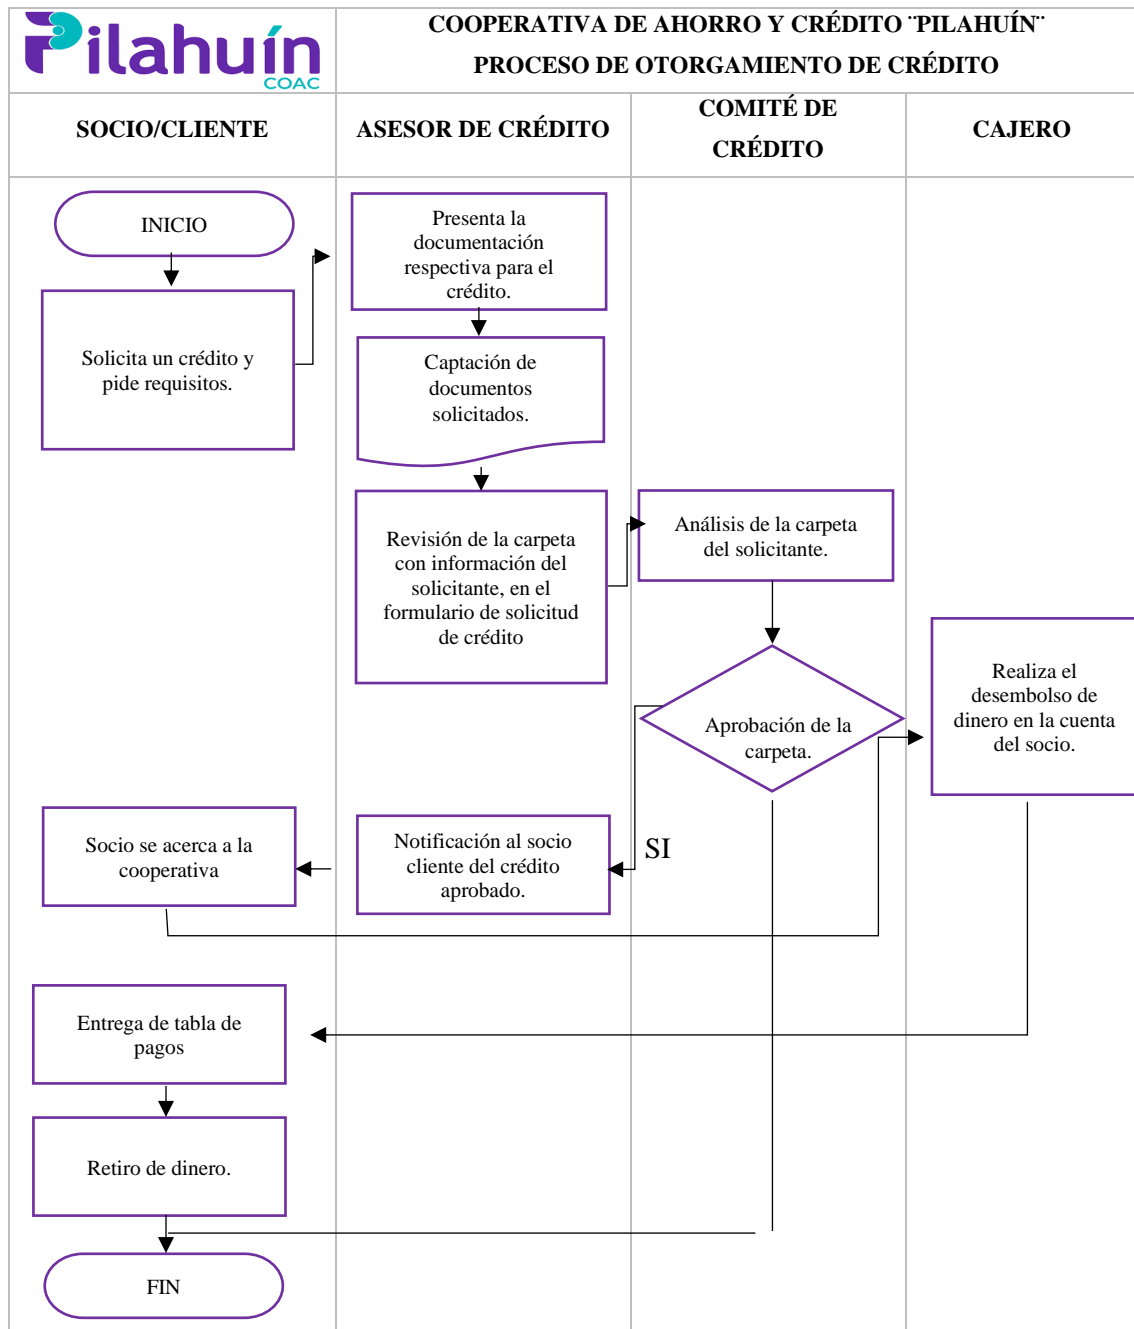 Pilahuín
COAC
COOPERATIVA DE AHORRO Y CRÉDITO ¨PILAHUÍN¨
PROCESO DE OTORGAMIENTO DE CRÉDITO
SOCIO/CLIENTE
ASESOR DE CRÉDITO
COMITÉ DE
CRÉDITO
CAJERO
INICIO
Solicita un crédito y
pide requisitos.
Presenta la
documentación
respectiva para el
crédito.
Captación de
documentos
solicitados.
Revisión de la carpeta
con información del
solicitante, en el
formulario de solicitud
de crédito
Análisis de la carpeta
del solicitante.
Aprobación de la
carpeta.
Realiza el
desembolso de
dinero en la cuenta
del socio.
SI
Notificación al socio
cliente del crédito
aprobado.
Socio se acerca a la
cooperativa
Entrega de tabla de
pagos
Retiro de dinero.
FIN